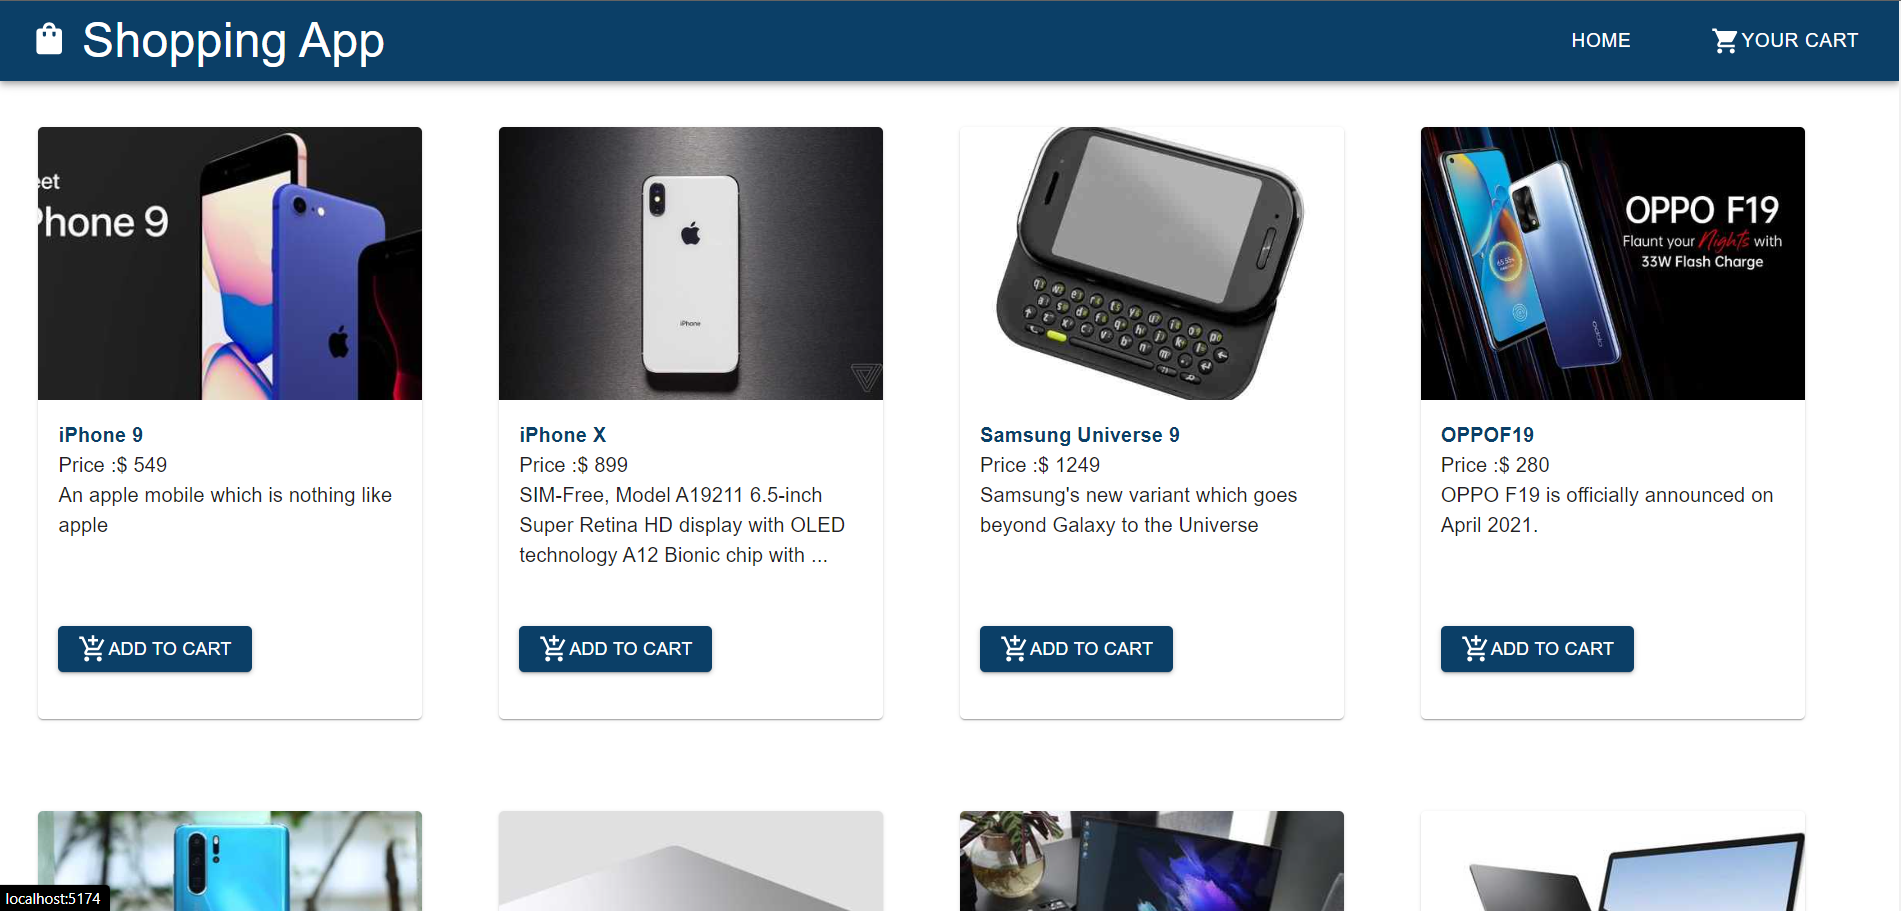 Shopping App
HOME
YOUR CART
eet
Phone 9
iPhone
OPPO F19
Flaunt your Nights with
33W Flash Charge
oppo
iPhone 9
Price :$ 549
An apple mobile which is nothing like
apple
ADD TO CART
iPhone X
Price :$ 899
SIM-Free, Model A19211 6.5-inch
Super Retina HD display with OLED
technology A12 Bionic chip with ...
ADD TO CART
Samsung Universe 9
Price :$ 1249
Samsung's new variant which goes
beyond Galaxy to the Universe
ADD TO CART
OPPOF19
Price :$ 280
OPPO F19 is officially announced on
April 2021.
ADD TO CART
localhost:5174